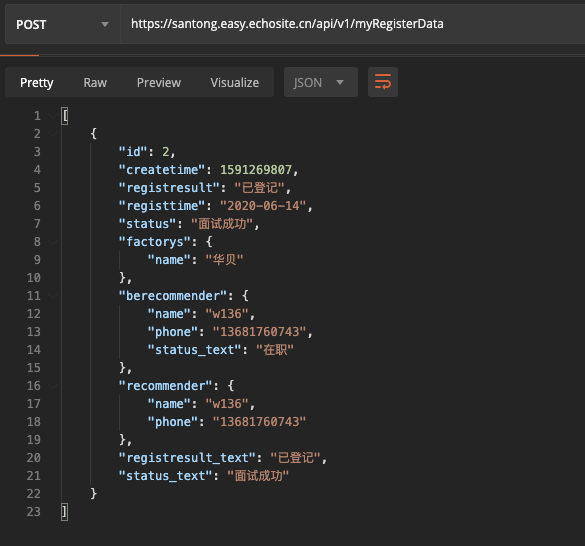 POST https://santong.easy.echosite.cn/api/v1/myRegisterData
Pretty Raw Preview Visualize JSON
1 [
2 {
3 "id": 2,
4 "createtime": 1591269807,
5 "registresult": "已登记",
6 "registtime": "2020-06-14",
7 "status": "面试成功",
8 "factorys": {
9 "name": "华贝"
10 },
11 "berecommender": {
12 "name": "w136",
13 "phone": "13681760743",
14 "status_text": "在职"
15 },
16 "recommender": {
17 "name": "w136",
18 "phone": "13681760743"
19 },
20 "registresult_text": "已登记",
21 "status_text": "面试成功"
22 }
23 ]